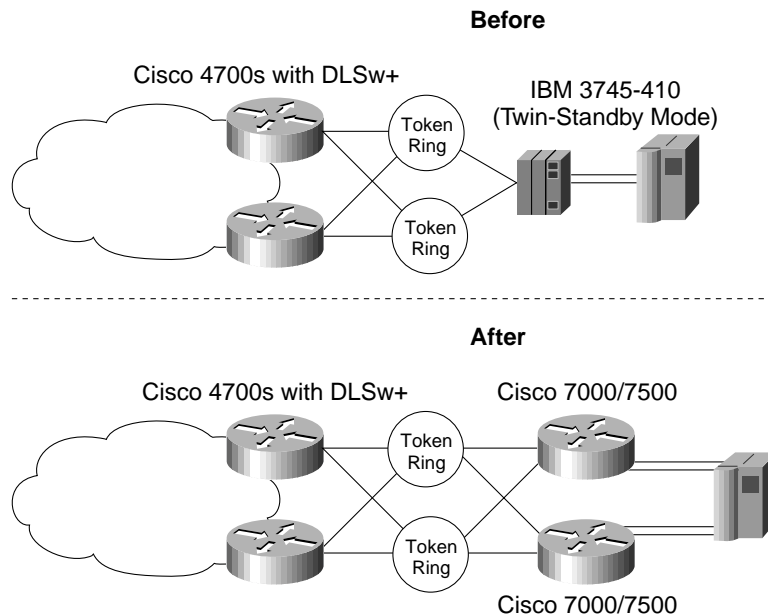 Before
Cisco 4700s with DLSw+
IBM 3745-410
(Twin-Standby Mode)
Token
Ring
Token
Ring
After
Cisco 4700s with DLSw+
Cisco 7000/7500
Token
Ring
Token
Ring
Cisco 7000/7500